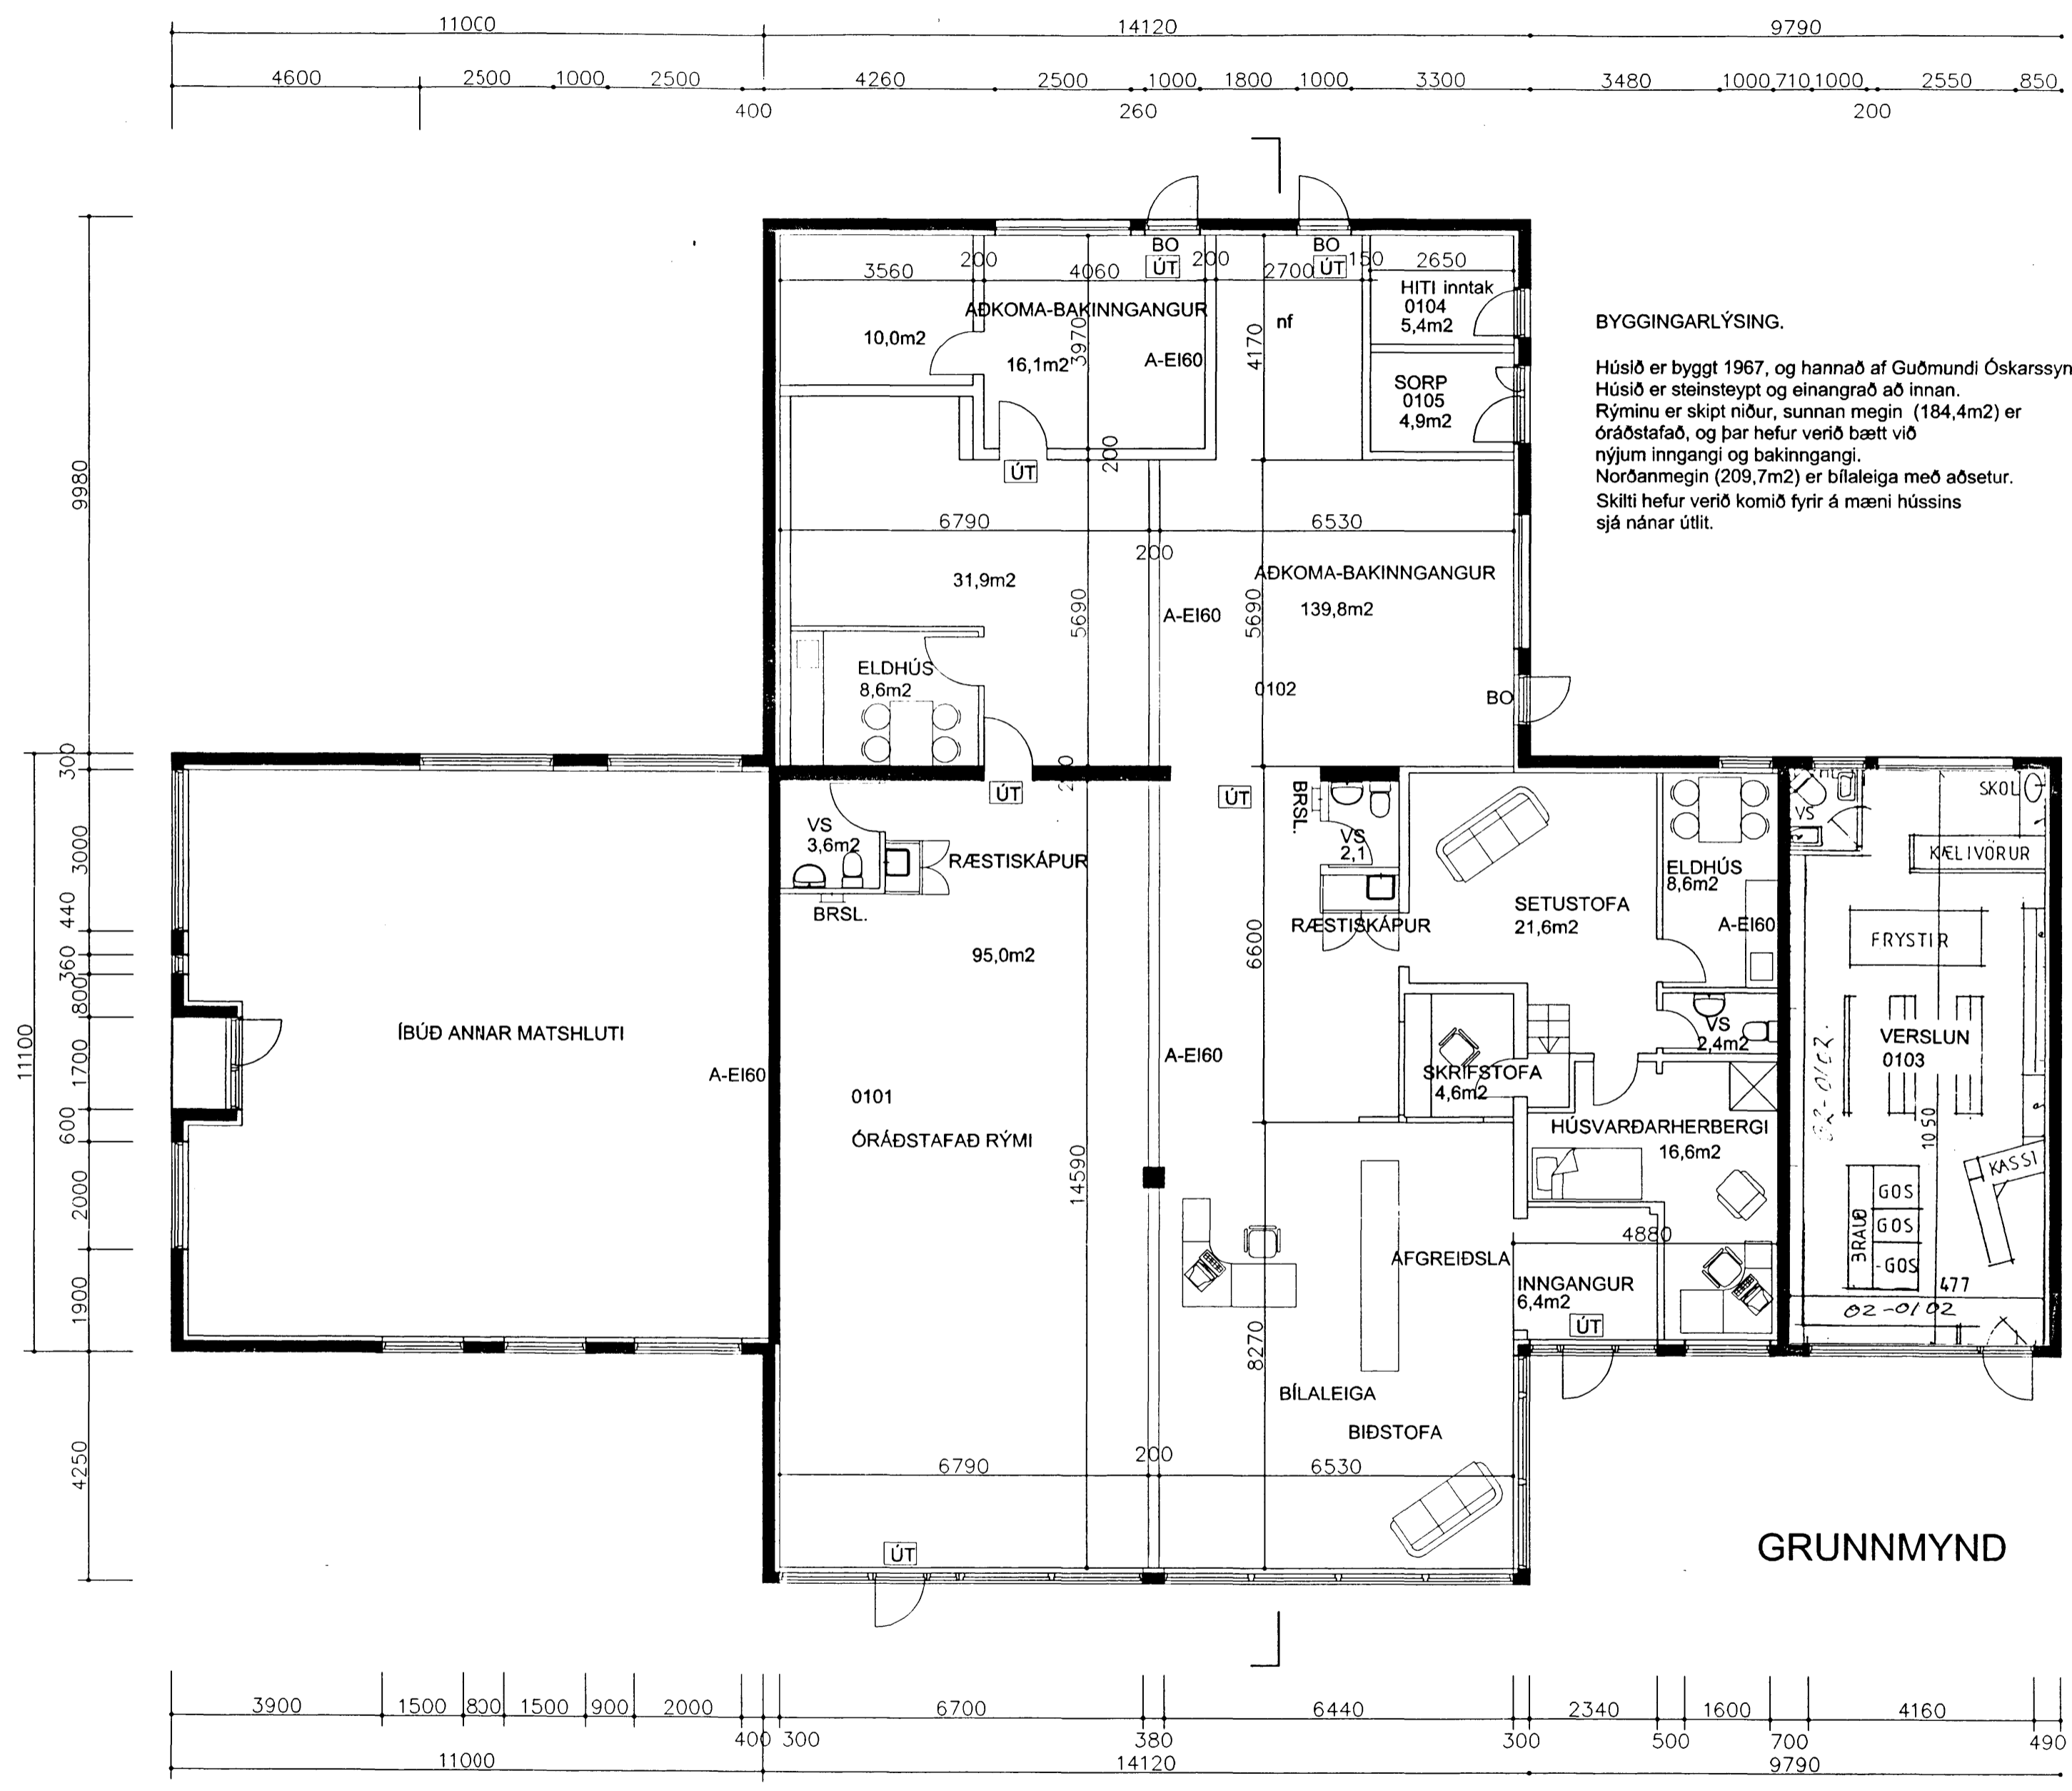 11000 14120 9790
4600 2500 1000 2500 4260 2500 1000 1800 1000 3300 3480 1000 710 1000 2550 850
400 260 200
BO BO
ÚT ÚT
3560 200 4060 200 2700 150 2650
HITI inntak
0104
5,4m2
AÐKOMA-BAKINNGANGUR
nf
10,0m2
16,1m2
3970
A-EI60
4170
SORP
0105
4,9m2
BYGGINGARLÝSING.
Húsið er byggt 1967, og hannað af Guðmundi Óskarssyn
Húsið er steinsteypt og einangrað að innan.
Rýminu er skipt niður, sunnan megin (184,4m2) er
óráðstafað, og þar hefur verið bætt við
nýjum inngangi og bakinngangi.
Norðanmegin (209,7m2) er bílaleiga með aðsetur.
Skilti hefur verið komið fyrir á mæni hússins
sjá nánar útlit.
ÚT
200
9980
6790 6530
200
31,9m2
AÐKOMA-BAKINNGANGUR
139,8m2
5690
A-EI60
5690
ELDHÚS
8,6m2
0102
BO
300
ÚT
ÚT
BRSL.
VS
3,6m2
RÆSTISKÁPUR
BRSL.
VS
2,1
RÆSTISKÁPUR
SETUSTOFA
21,6m2
ELDHÚS
8,6m2
A-EI60
SKOL
VS
KÆLIVÖRUR
FRYSTIR
3000
440
360
1800
1700
600
2000
1900
11100
4250
95,0m2
6600
ÍBÚÐ ANNAR MATSHLUTI
A-EI60
A-EI60
0101
ÓRÁÐSTAFAÐ RÝMI
14590
SKRIFSTOFA
4,6m2
VS
2,4m2
VERSLUN
0103
02-0102.
1050
HÚSVARÐARHERBERGI
16,6m2
KASSI
GOS
GOS
-GOS
BRAUÐ
4880
AFGREIÐSLA
INNGANGUR
6,4m2
ÚT
477
02-0102
8270
BÍLALEIGA
BIÐSTOFA
6790 200 6530
ÚT
GRUNNMYND
3900 1500 800 1500 900 2000 6700 6440 2340 1600 4160
400 300 380 300 500 700 490
11000 14120 9790